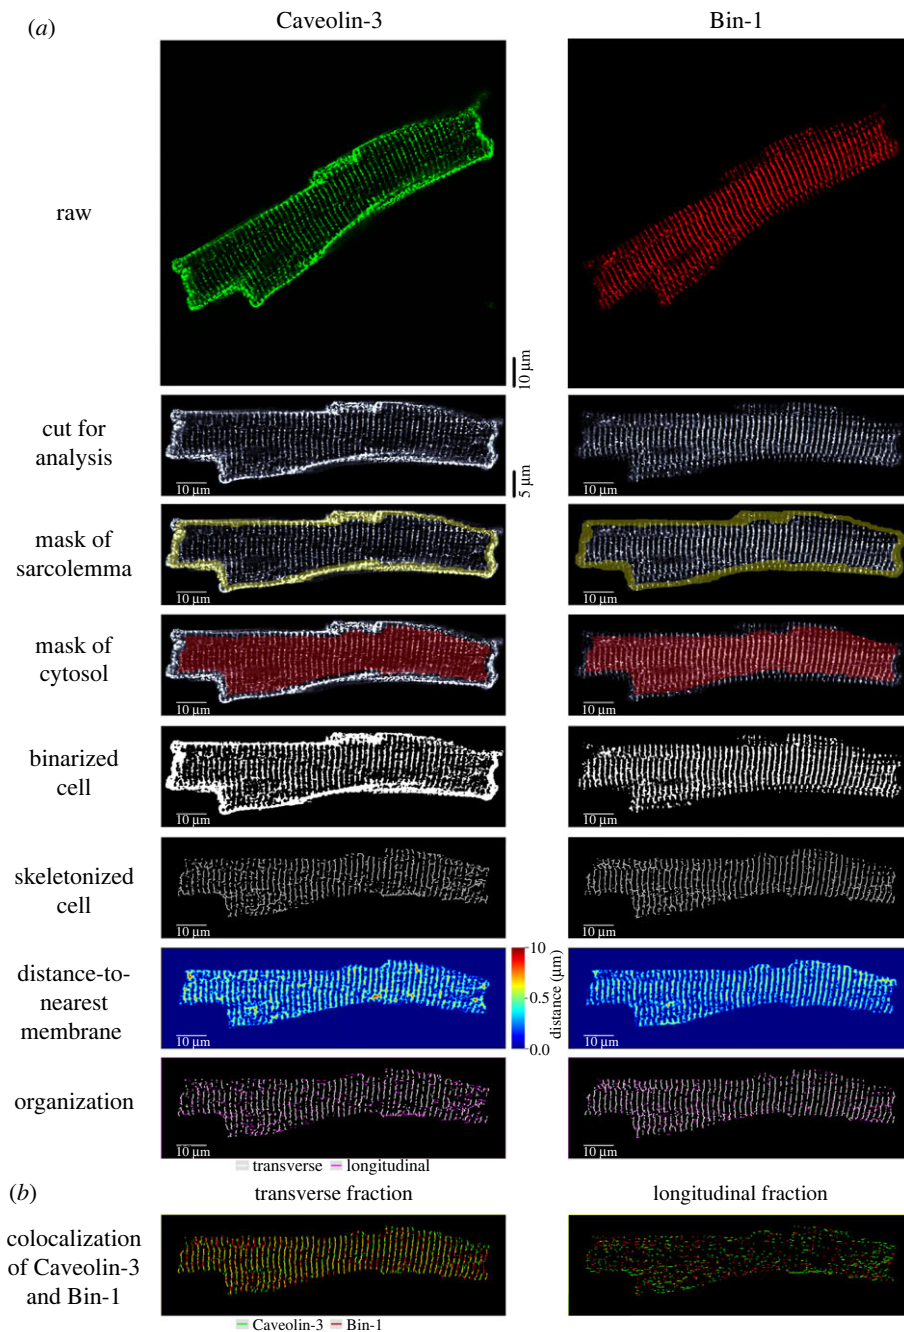 (a)
Caveolin-3
Bin-1
raw
10 µm
cut for
analysis
10 µm
10 µm
5 µm
mask of
sarcolemma
10 µm
10 µm
mask of
cytosol
10 µm
10 µm
binarized
cell
10 µm
10 µm
skeletonized
cell
10 µm
10 µm
distance-to-
nearest
membrane
10 µm
10
0.5
0.0
distance (µm)
10 µm
organization
10 µm
10 µm
transverse longitudinal
(b)
transverse fraction
longitudinal fraction
colocalization
of Caveolin-3
and Bin-1
Caveolin-3 Bin-1